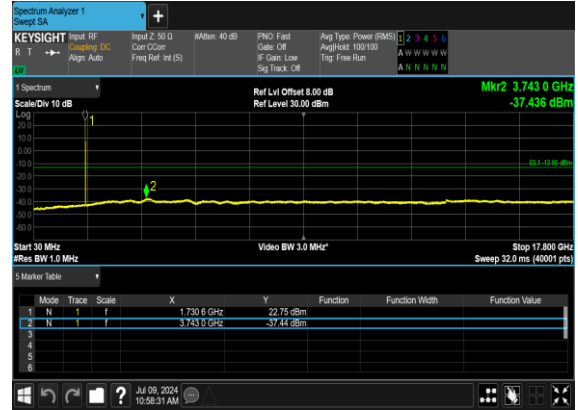 Spectrum Analyzer 1
Swept SA
+
KEYSIGHT Input: RF Input Z: 50 Ω #Atten: 40 dB PNO: Fast Avg Type: Power (RMS) 1 2 3 4 5 6
R T Coupling: DC Corr CCorr Gate: Off Avg|Hold: 100/100 A W W W W W
Align: Auto Freq Ref: Int (S) IF Gain: Low Trig: Free Run
Sig Track: Off A N N N N N
1 Spectrum Ref Lvl Offset 8.00 dB Mkr2 3.743 0 GHz
Scale/Div 10 dB Ref Level 30.00 dBm -37.436 dBm
Log
20.0
10.0
0.00
-10.0
-20.0
-30.0
-40.0
-50.0
-60.0
1
DL1 -13.00 dBm
2
Start 30 MHz Video BW 3.0 MHz* Stop 17.800 GHz
#Res BW 1.0 MHz Sweep 32.0 ms (40001 pts)
5 Marker Table
Mode Trace Scale X Y Function Function Width Function Value
1 N 1 f 1.730 6 GHz 22.75 dBm
2 N 1 f 3.743 0 GHz -37.44 dBm
3
4
5
6
? Jul 09, 2024
10:58:31 AM